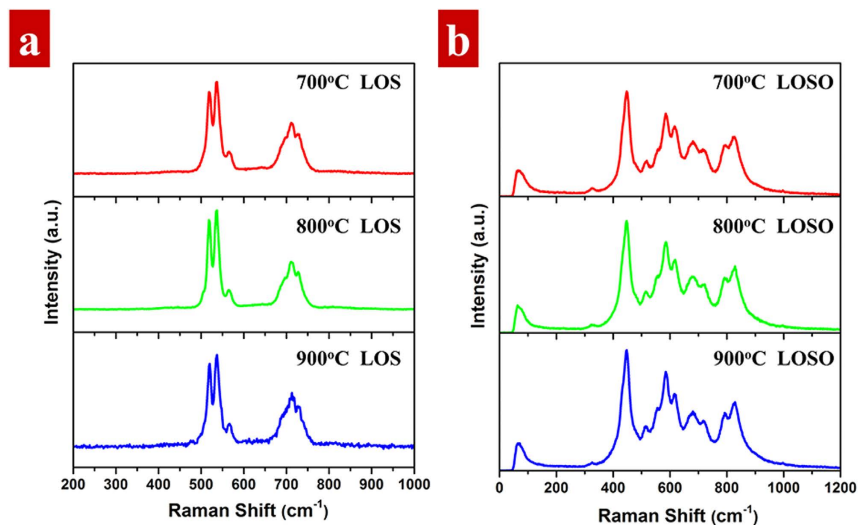 a
700°C LOS
800°C LOS
900°C LOS
Intensity (a.u.)
200 300 400 500 600 700 800 900 1000
Raman Shift (cm⁻¹)
b
700°C LOSO
800°C LOSO
900°C LOSO
Intensity (a.u.)
0 200 400 600 800 1000 1200
Raman Shift (cm⁻¹)